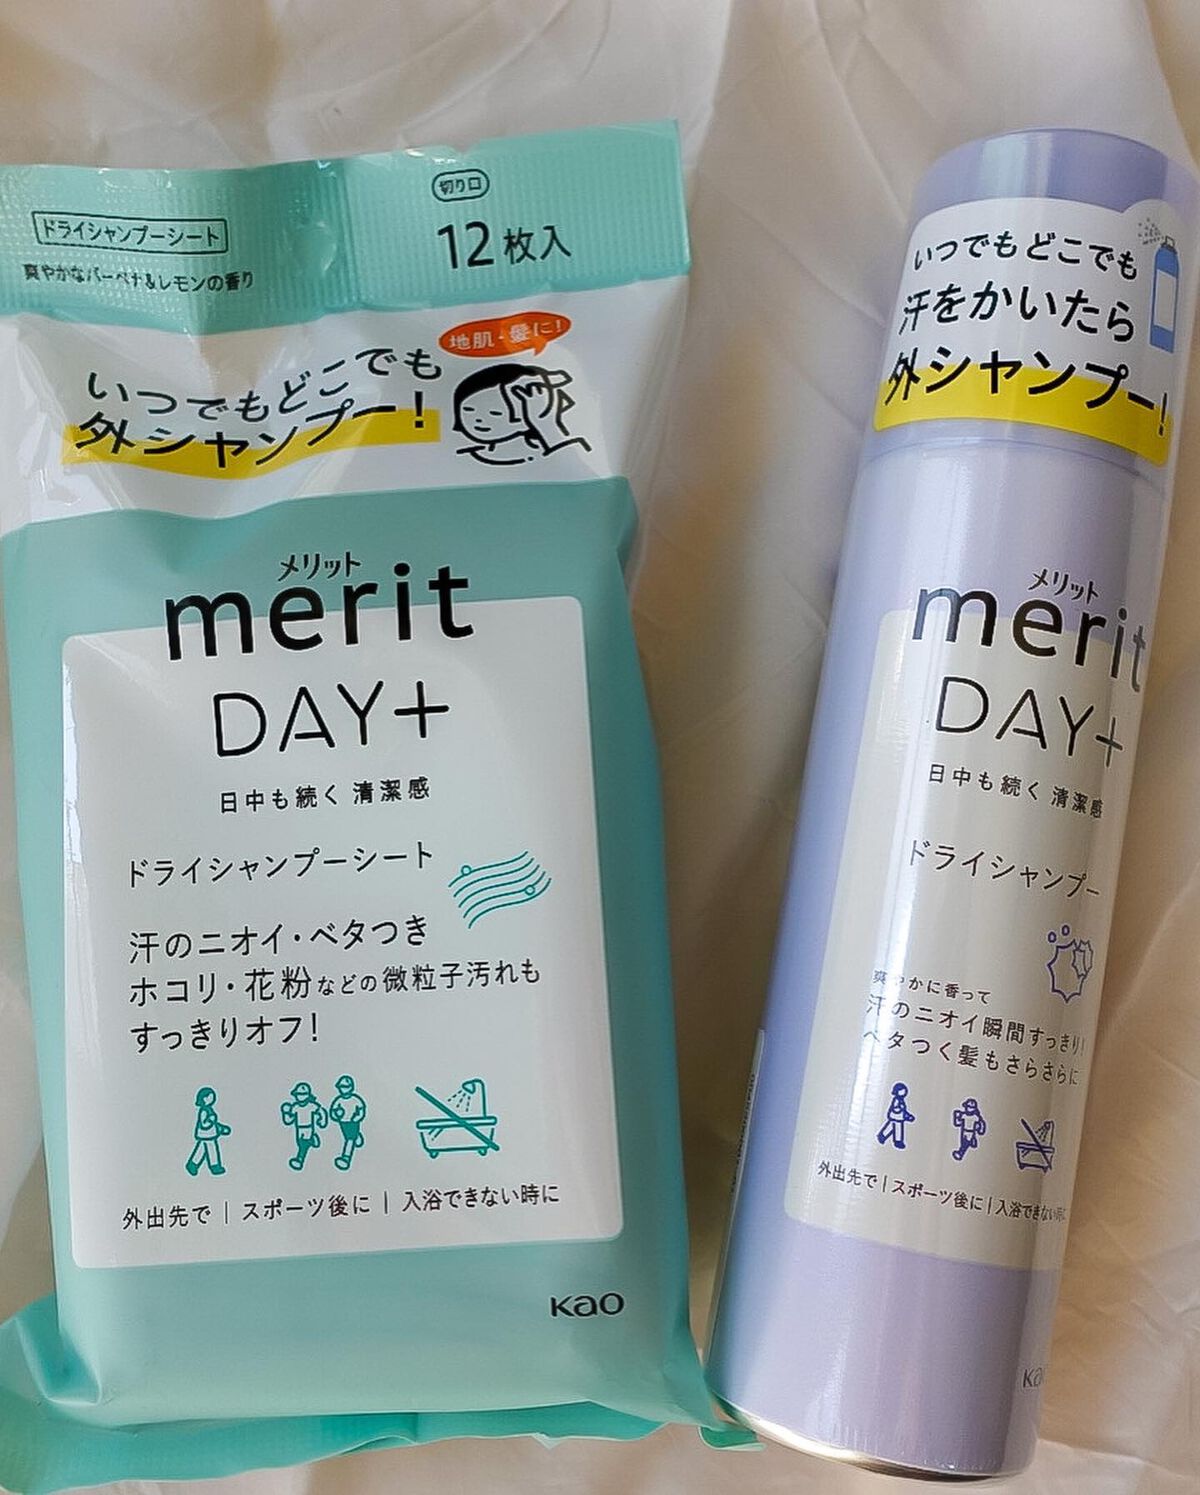 ドライシャンプーシート
爽やかなバーベナ&レモンの香り
切り口
12枚入
地肌・髪に!
いつでもどこでも
外シャンプー!
メリット
merit
DAY+
日中も続く 清潔感
ドライシャンプーシート
汗のニオイ・ベタつき
ホコリ・花粉などの微粒子汚れも
すっきりオフ!
外出先で | スポーツ後に | 入浴できない時に
Kao
いつでもどこでも
汗をかいたら
外シャンプー!
メリット
merit
DAY+
日中も続く 清潔感
ドライシャンプー
爽やかに香って
汗のニオイ瞬間すっきり!
ベタつく髪もさらさらに
外出先で | スポーツ後に | 入浴できない時に